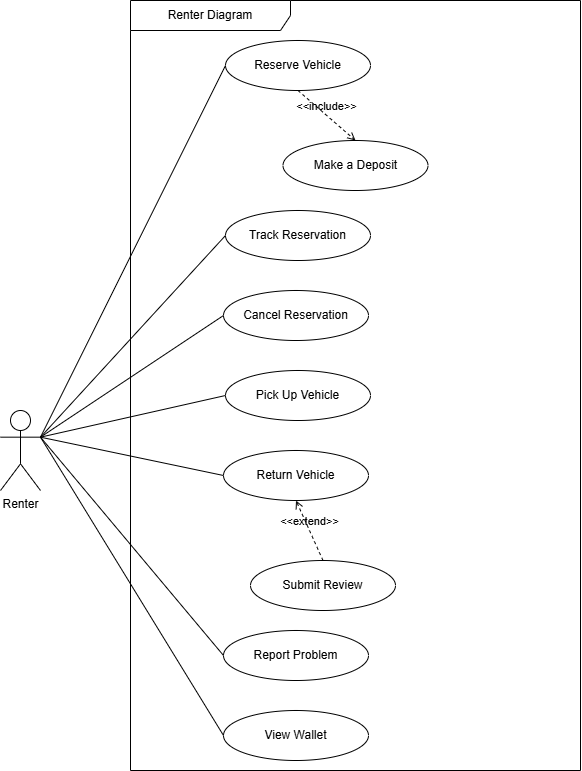 Renter Diagram
Reserve Vehicle
<<include>>
Make a Deposit
Track Reservation
Cancel Reservation
Pick Up Vehicle
Return Vehicle
Renter
<<extend>>
Submit Review
Report Problem
View Wallet